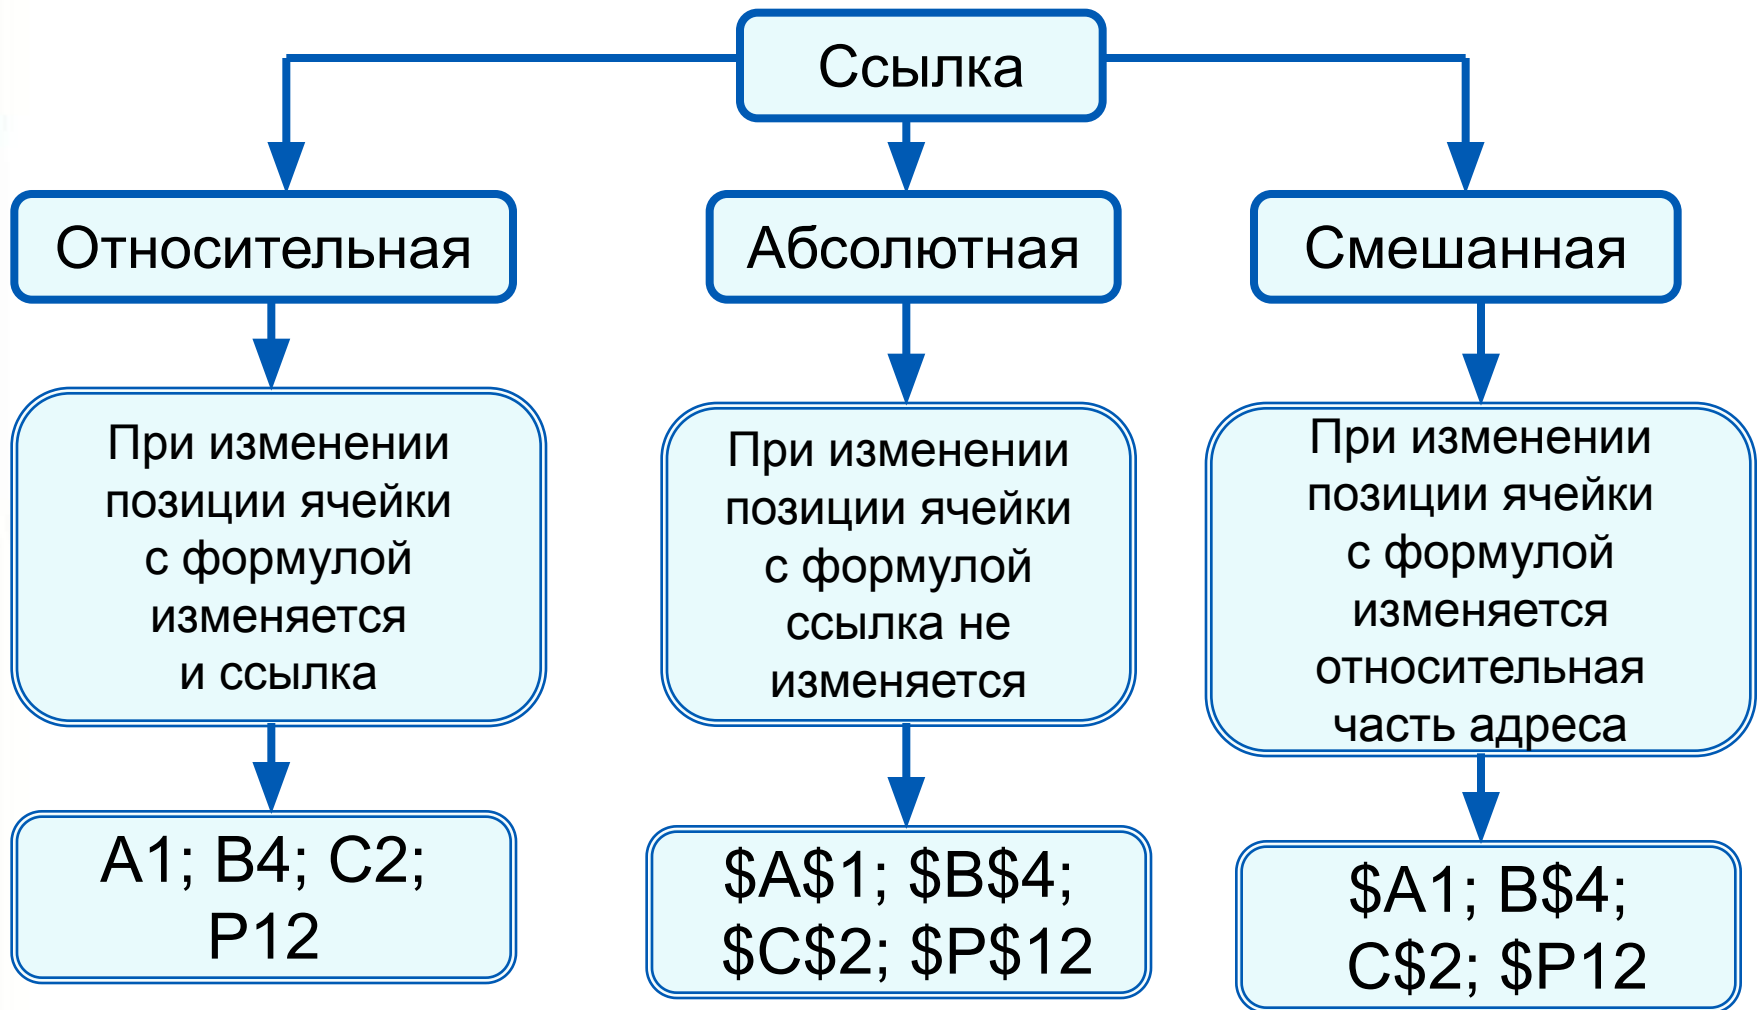 Ссылка
Относительная
Абсолютная
Смешанная
При изменении
позиции ячейки
с формулой
изменяется
и ссылка
При изменении
позиции ячейки
с формулой
ссылка не
изменяется
При изменении
позиции ячейки
с формулой
изменяется
относительная
часть адреса
A1; B4; C2;
P12
$A$1; $B$4;
$C$2; $P$12
$A1; B$4;
C$2; $P12